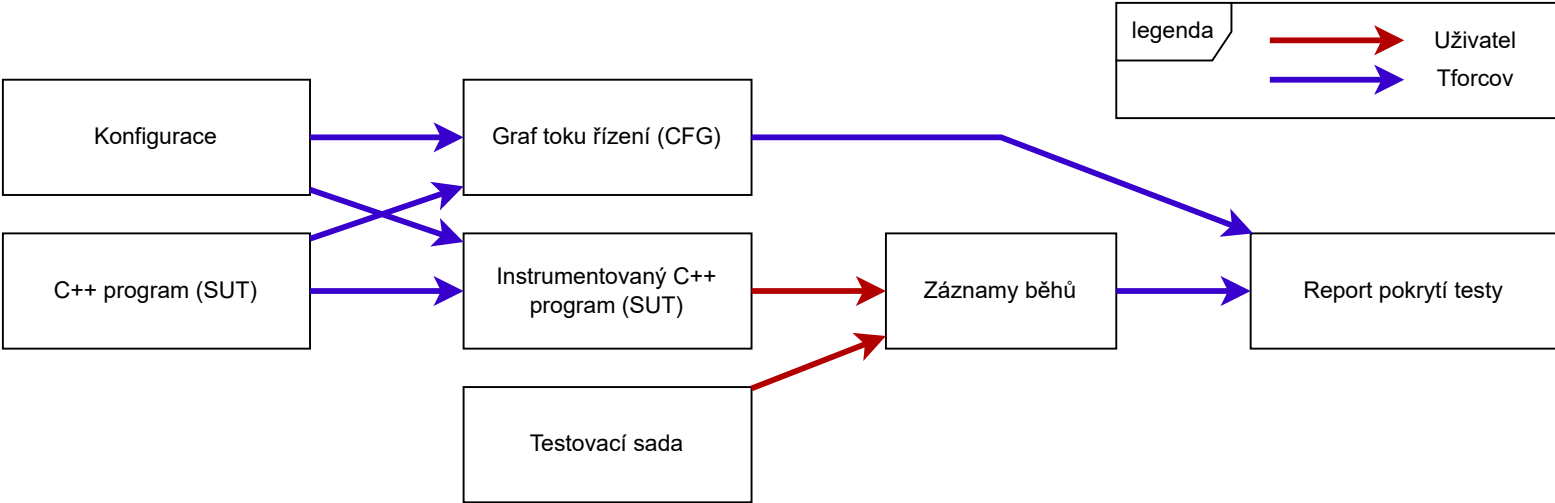 legenda
Uživatel
Tforcov
Konfigurace
Graf toku řízení (CFG)
C++ program (SUT)
Instrumentovaný C++
program (SUT)
Záznamy běhů
Report pokrytí testy
Testovací sada